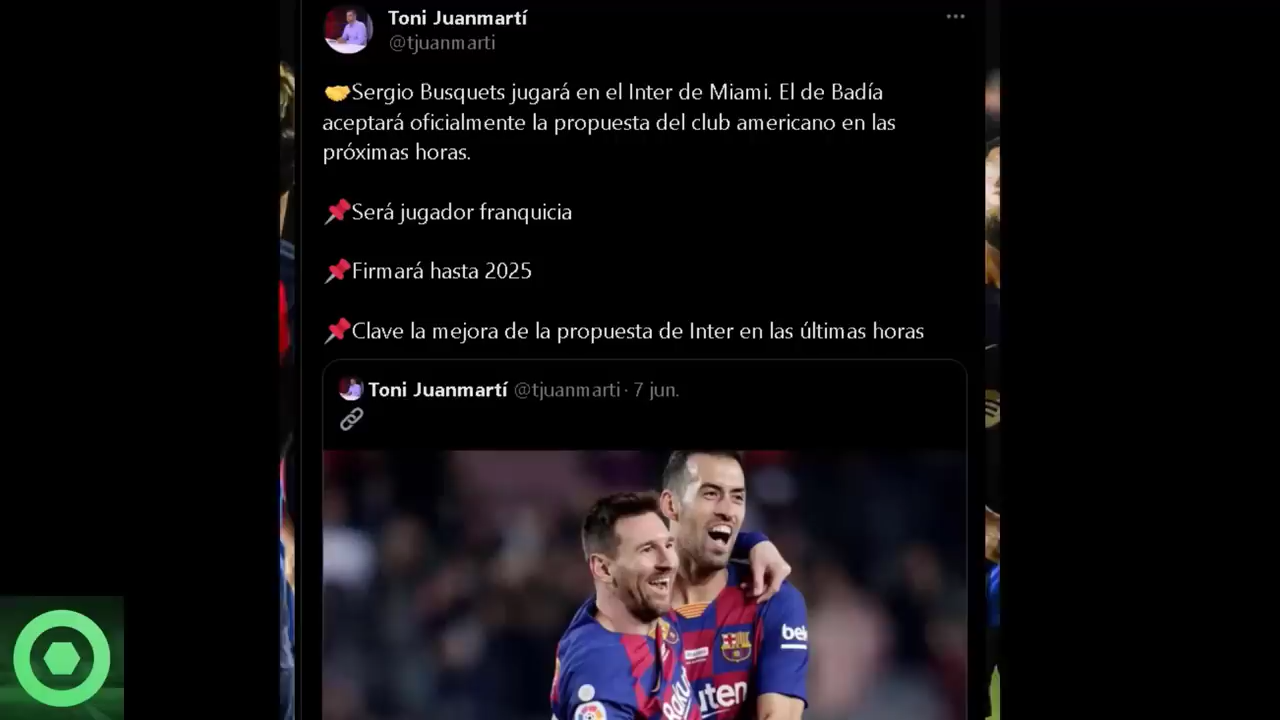 Toni Juanmartí
@tjuanmarti
🤝Sergio Busquets jugará en el Inter de Miami. El de Badía
aceptará oficialmente la propuesta del club americano en las
próximas horas.
📌Será jugador franquicia
📌Firmará hasta 2025
📌Clave la mejora de la propuesta de Inter en las últimas horas
Toni Juanmartí @tjuanmarti · 7 jun.